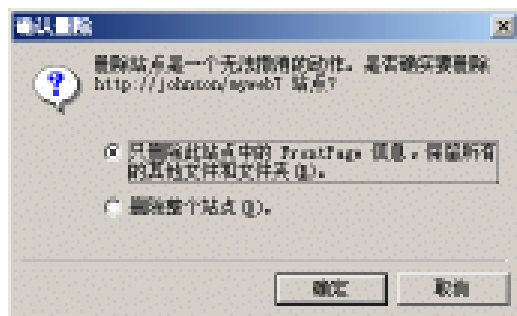 确认删除
删除站点是一个无法撤消的动作。是否确实要删除
http://johnson/myweb7 站点?
只删除此站点中的 FrontPage 信息，保留所有
的其他文件和文件夹
删除整个站点
确定
取消